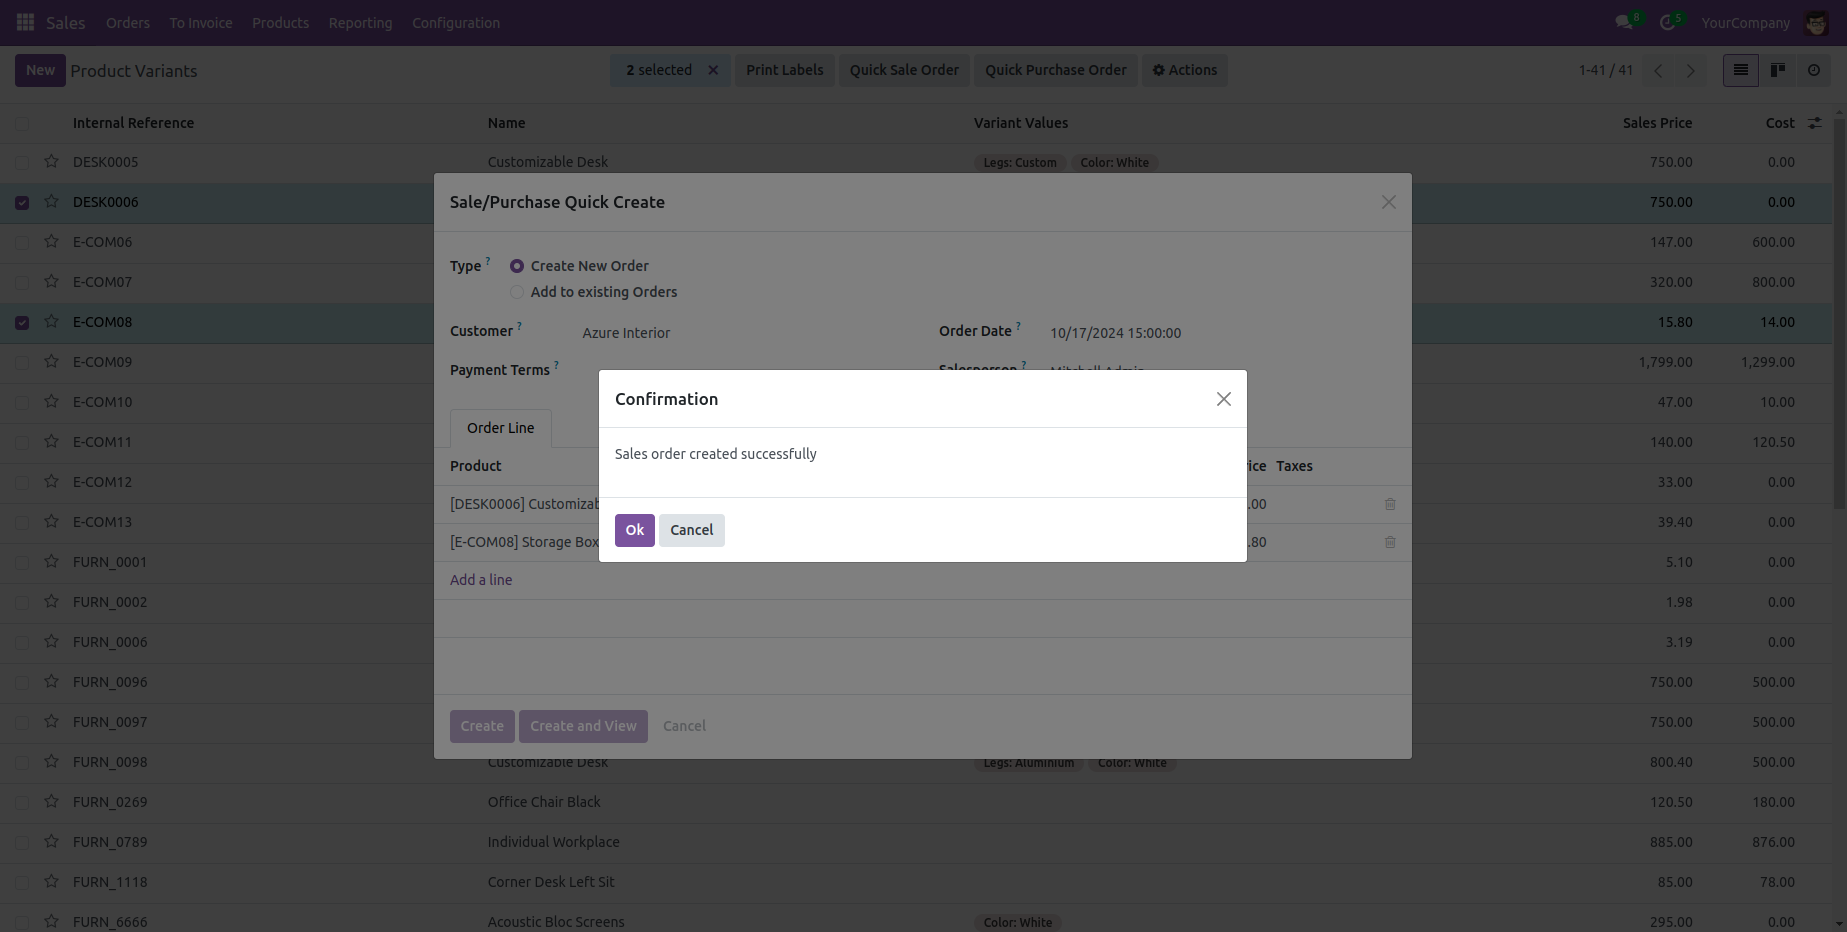 Sales Orders To Invoice Products Reporting Configuration 8 5 YourCompany
New Product Variants 2 selected Print Labels Quick Sale Order Quick Purchase Order Actions 1-41 / 41
Internal Reference Name Variant Values Sales Price Cost
DESK0005 Customizable Desk Legs: Custom Color: White 750.00 0.00
DESK0006 750.00 0.00
E-COM06 147.00 600.00
E-COM07 320.00 800.00
E-COM08 15.80 14.00
E-COM09 1,799.00 1,299.00
E-COM10 47.00 10.00
E-COM11 140.00 120.50
E-COM12 33.00 0.00
E-COM13 39.40 0.00
FURN_0001 5.10 0.00
FURN_0002 1.98 0.00
FURN_0006 3.19 0.00
FURN_0096 750.00 500.00
FURN_0097 750.00 500.00
FURN_0098 Customizable Desk Legs: Aluminium Color: White 800.40 500.00
FURN_0269 Office Chair Black 120.50 180.00
FURN_0789 Individual Workplace 885.00 876.00
FURN_1118 Corner Desk Left Sit 85.00 78.00
FURN_6666 Acoustic Bloc Screens Color: White 295.00 0.00
Sale/Purchase Quick Create
Type ? Create New Order
Add to existing Orders
Customer ? Azure Interior Order Date ? 10/17/2024 15:00:00
Payment Terms ? Salesperson ? Mitchell Admin
Order Line
Product Taxes
[DESK0006] .00
[E-COM08] Storage Box .80
Add a line
Create Create and View Cancel
Confirmation
Sales order created successfully
Ok Cancel